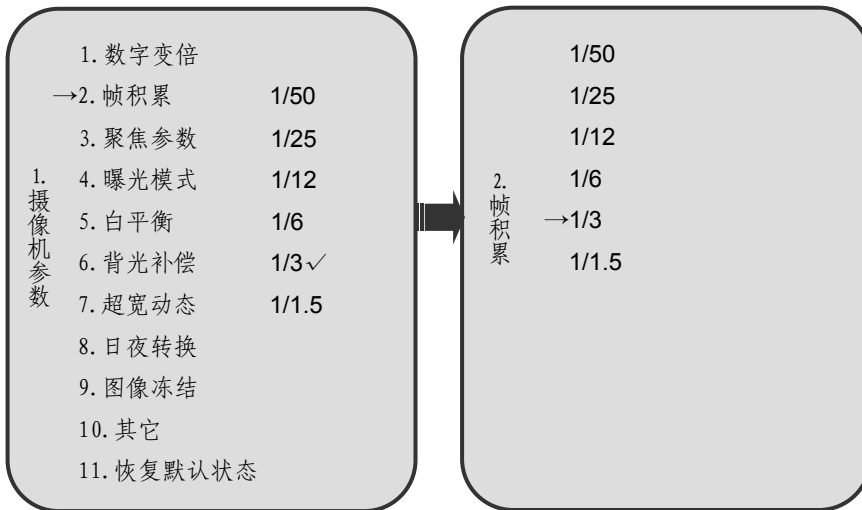 1.摄像机参数
1.数字变倍
→2.帧积累 1/50
3.聚焦参数 1/25
4.曝光模式 1/12
5.白平衡 1/6
6.背光补偿 1/3✓
7.超宽动态 1/1.5
8.日夜转换
9.图像冻结
10.其它
11.恢复默认状态
2.帧积累
1/50
1/25
1/12
1/6
→1/3
1/1.5